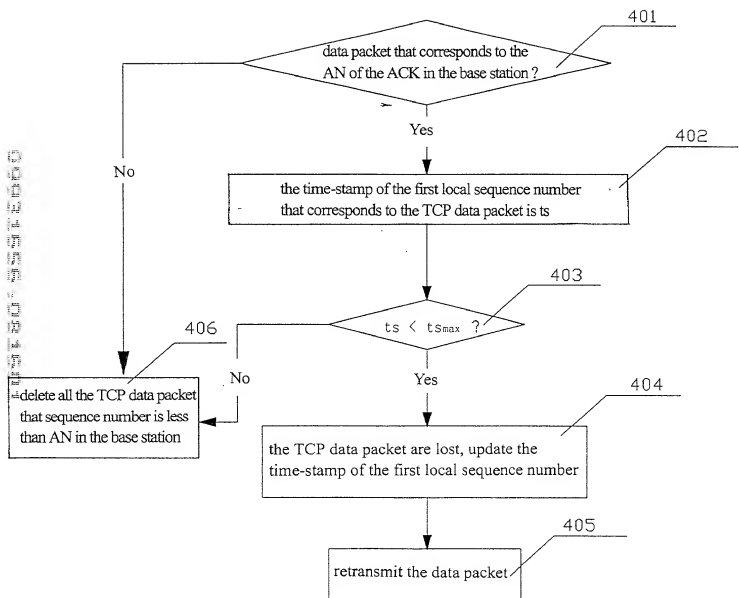 401
data packet that corresponds to the
AN of the ACK in the base station ?
Yes
402
No
the time-stamp of the first local sequence number
that corresponds to the TCP data packet is ts
403
ts < tsmax ?
406
No
Yes
404
delete all the TCP data packet
that sequence number is less
than AN in the base station
the TCP data packet are lost, update the
time-stamp of the first local sequence number
405
retransmit the data packet